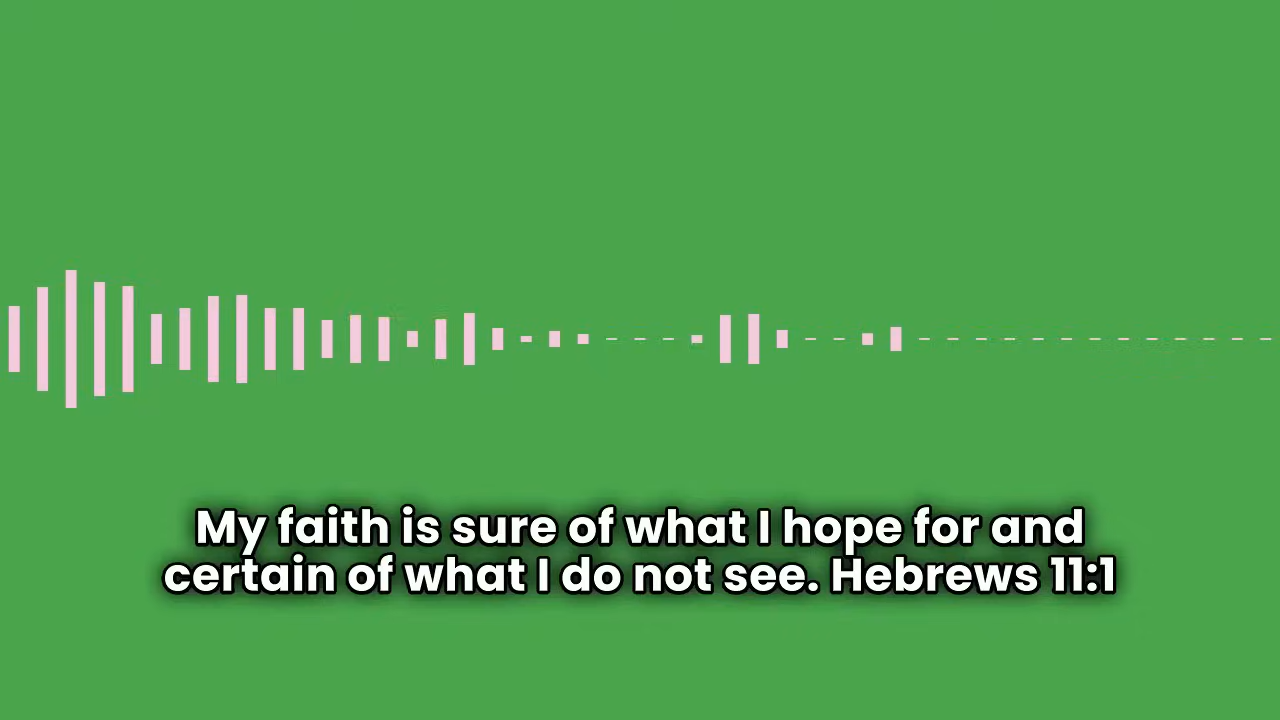 My faith is sure of what I hope for and
certain of what I do not see. Hebrews 11:1